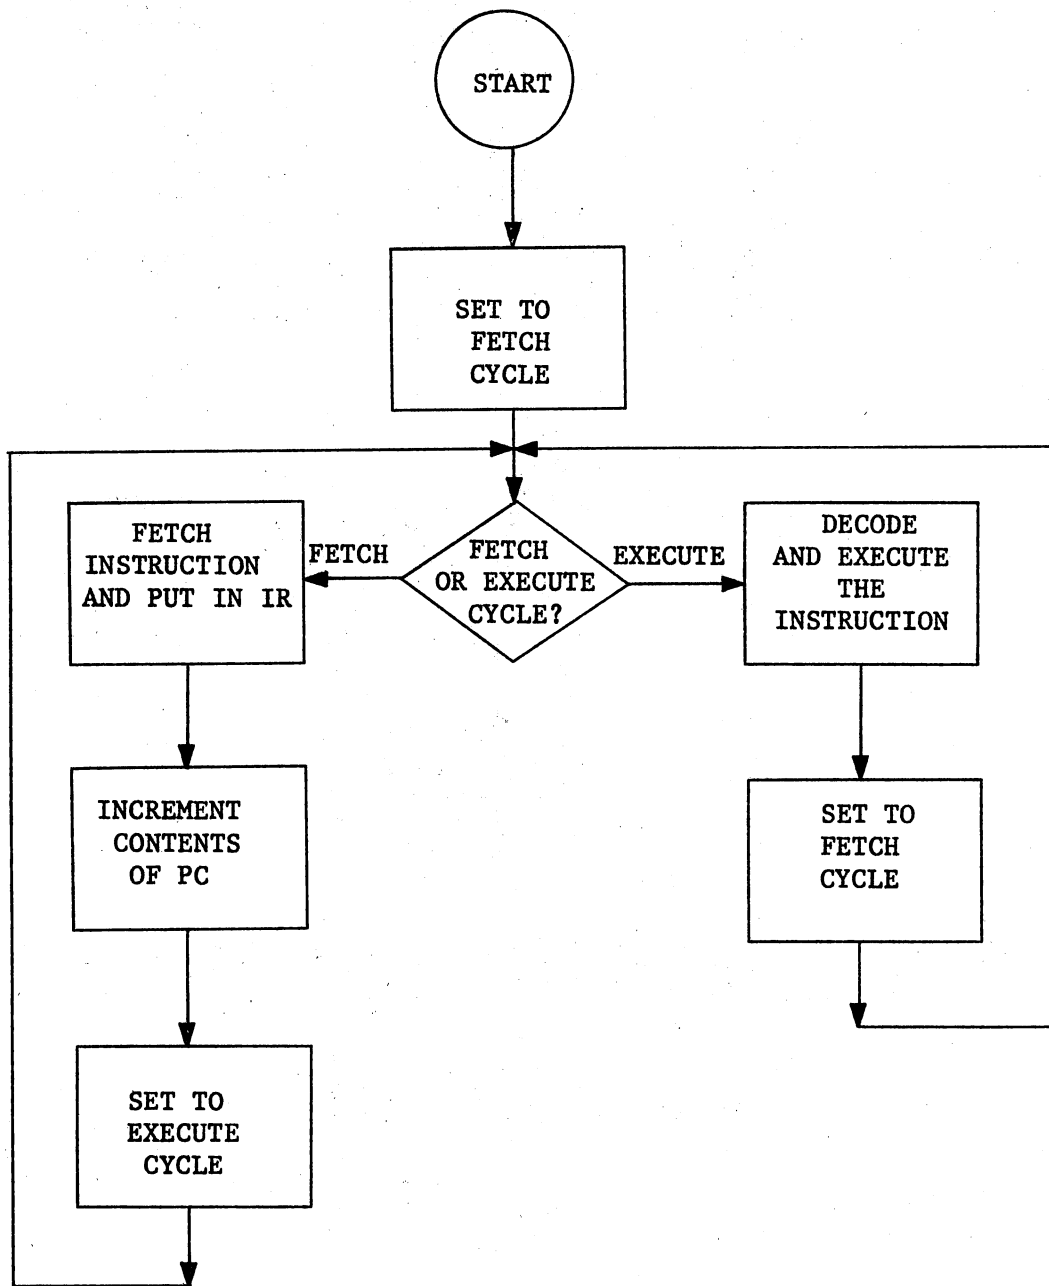 START
SET TO
FETCH
CYCLE
FETCH
INSTRUCTION
AND PUT IN IR
FETCH
FETCH
OR EXECUTE
CYCLE?
EXECUTE
DECODE
AND EXECUTE
THE
INSTRUCTION
INCREMENT
CONTENTS
OF PC
SET TO
FETCH
CYCLE
SET TO
EXECUTE
CYCLE